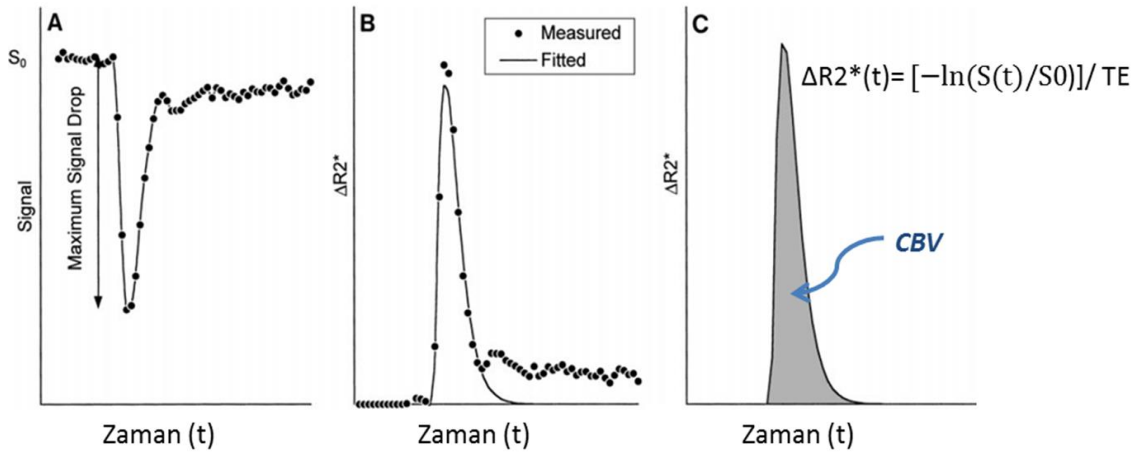 A
S0
Maximum Signal Drop
Signal
Zaman (t)
B
Measured
Fitted
ΔR2*
Zaman (t)
C
ΔR2*(t)= [−ln(S(t)/S0)]/ TE
ΔR2*
CBV
Zaman (t)